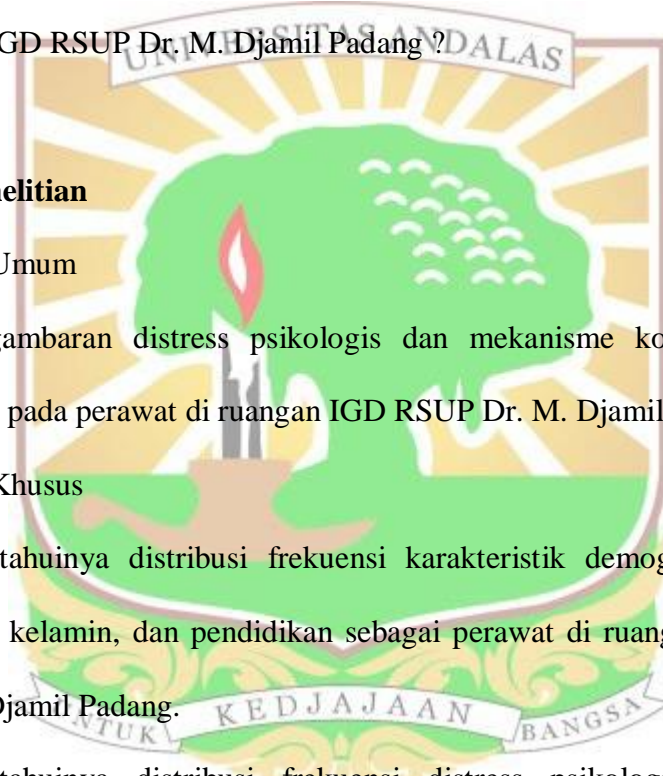 GD RSUP Dr. M. Djamil Padang ?
UNIVERSITAS ANDALAS
nelitian
Umum
gambaran distress psikologis dan mekanisme ko
pada perawat di ruangan IGD RSUP Dr. M. Djamil
Khusus
tahuinya distribusi frekuensi karakteristik demog
kelamin, dan pendidikan sebagai perawat di ruang
Djamil Padang.
UNTUK KEDJAJAAN BANGSA
tahuinya distribusi frekuensi distress psikolog